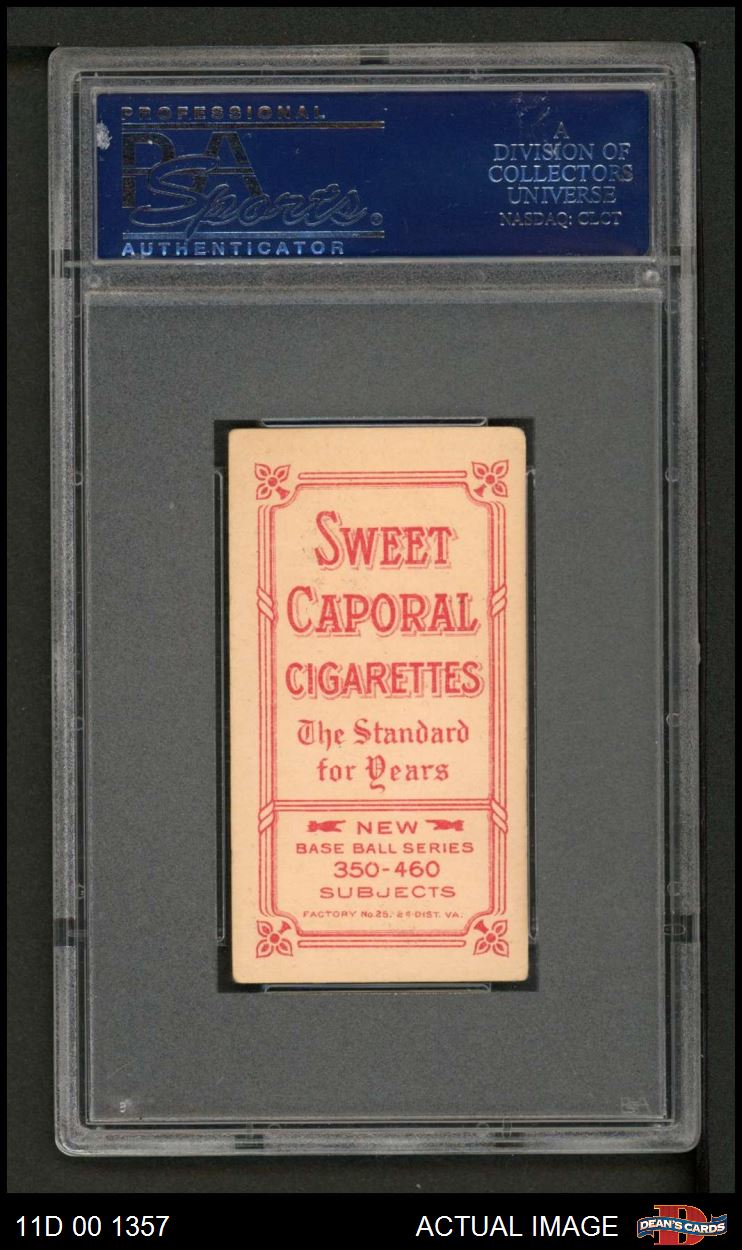 PROFESSIONAL
PSA
Sports
AUTHENTICATOR
A
DIVISION OF
COLLECTORS
UNIVERSE
NASDAQ: CLCT
SWEET
CAPORAL
CIGARETTES
The Standard
for Years
NEW
BASE BALL SERIES
350-460
SUBJECTS
FACTORY No. 25, 2d DIST. VA.
11D 00 1357
ACTUAL IMAGE
D
DEAN'S CARDS